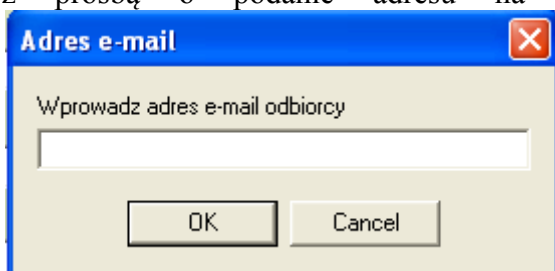 z prośbą o podanie adresu na
Adres e-mail
Wprowadz adres e-mail odbiorcy
OK Cancel